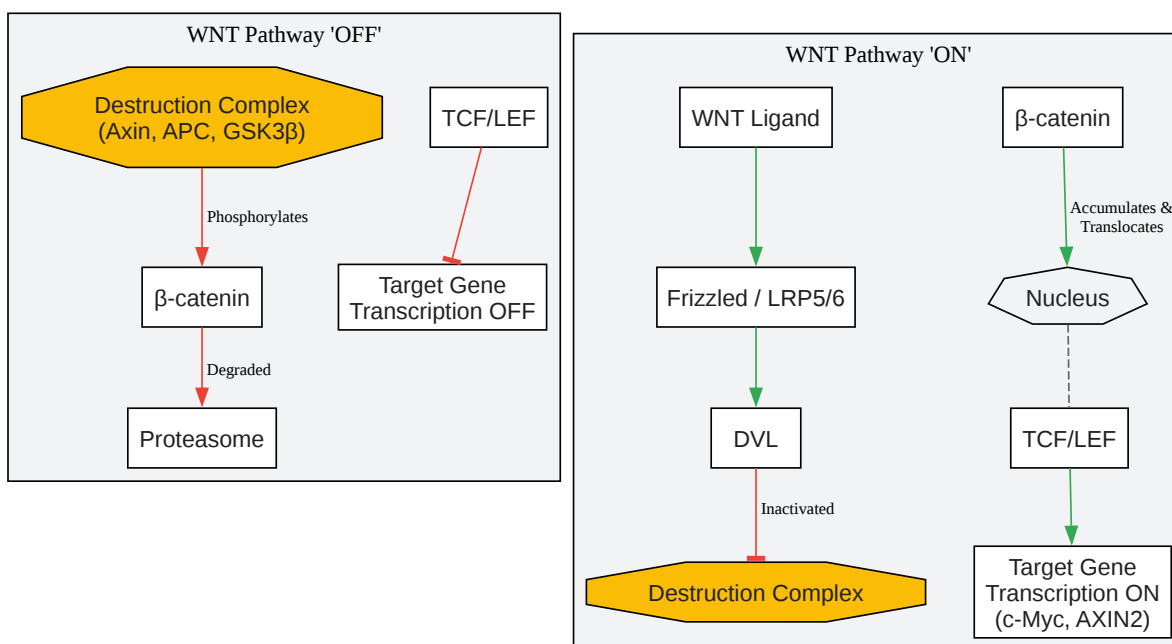 WNT Pathway 'OFF'
Destruction Complex
(Axin, APC, GSK3β)
TCF/LEF
Phosphorylates
β-catenin
Target Gene
Transcription OFF
Degraded
Proteasome
WNT Pathway 'ON'
WNT Ligand
β-catenin
Accumulates &
Translocates
Frizzled / LRP5/6
Nucleus
DVL
TCF/LEF
Inactivated
Destruction Complex
Target Gene
Transcription ON
(c-Myc, AXIN2)